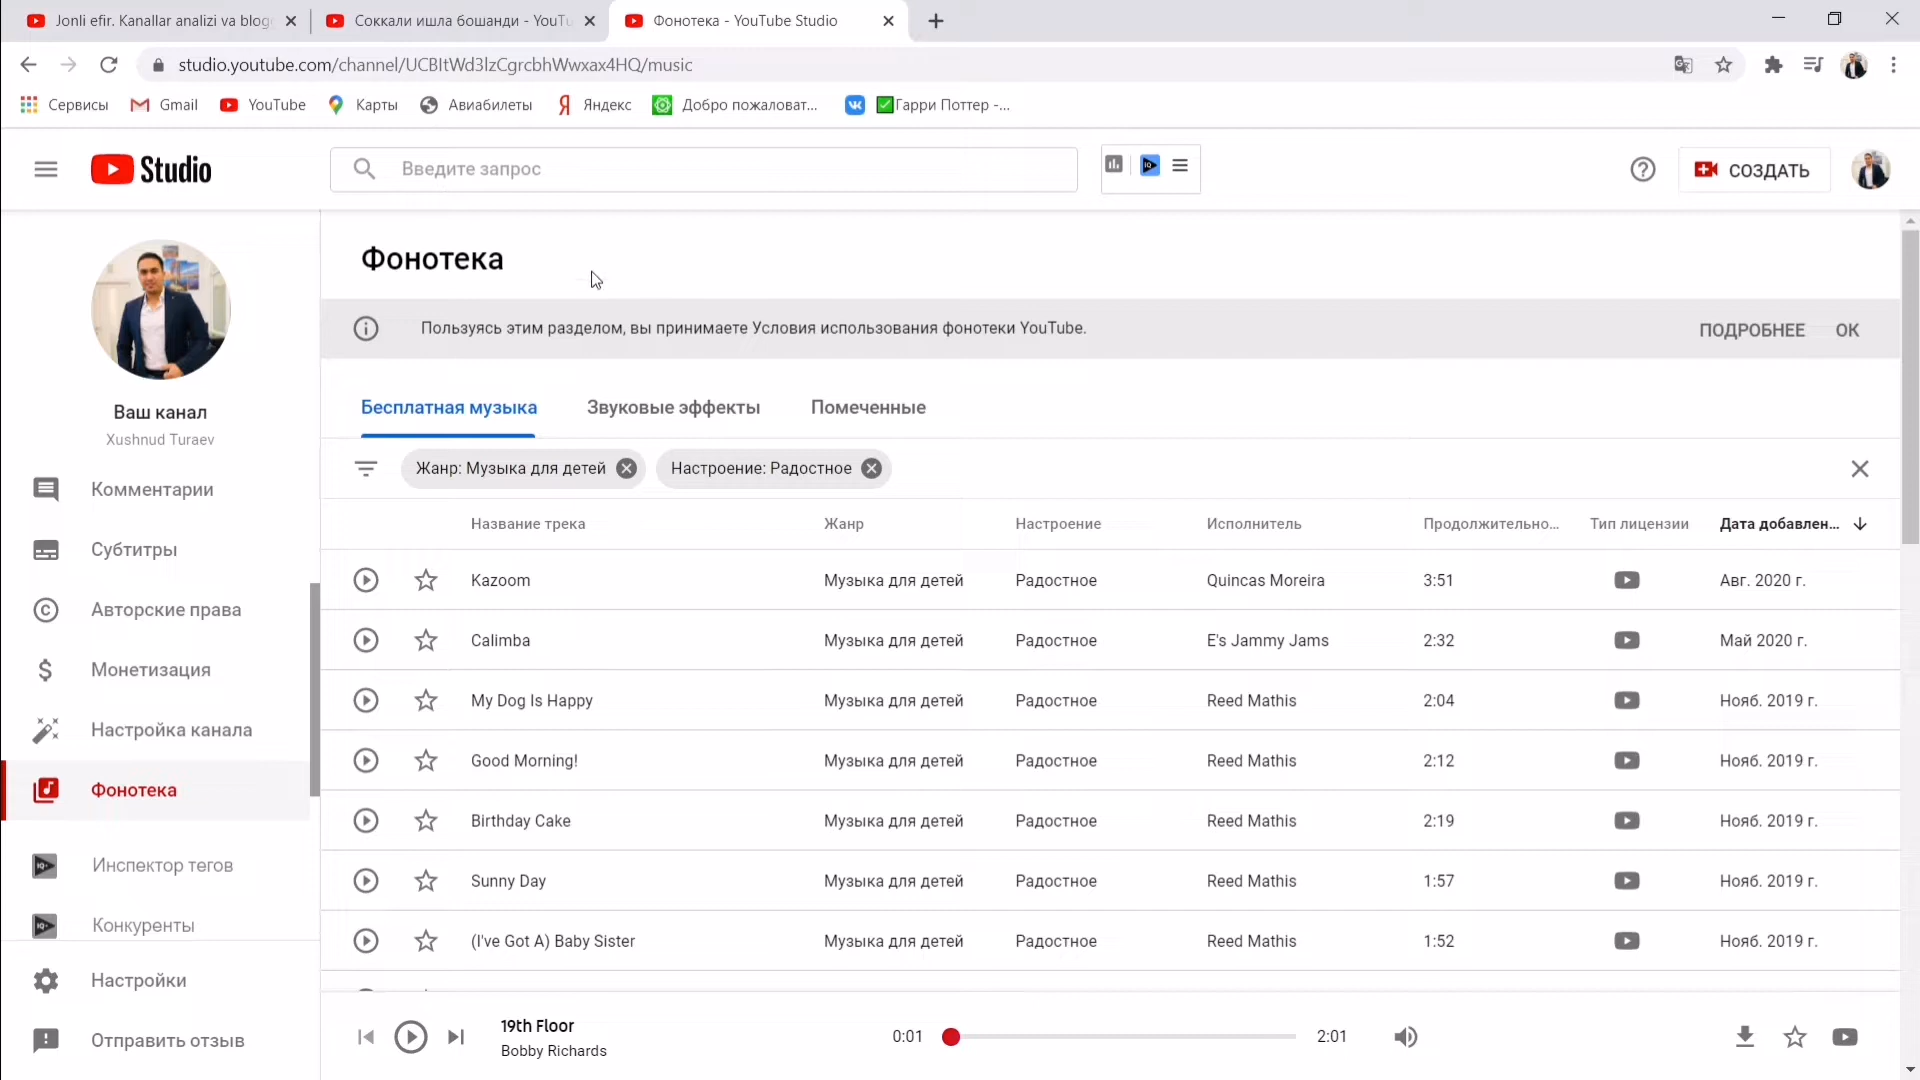 Jonli efir. Kanallar analizi va blog
Соккали ишла бошанди - YouTu
Фонотека - YouTube Studio
studio.youtube.com/channel/UCBItWd3lzCgrcbhWwxax4HQ/music
Сервисы
Gmail
YouTube
Карты
Авиабилеты
Яндекс
Добро пожаловат...
Гарри Поттер -...
Studio
Введите запрос
СОЗДАТЬ
Ваш канал
Xushnud Turaev
Комментарии
Субтитры
Авторские права
Монетизация
Настройка канала
Фонотека
Инспектор тегов
Конкуренты
Настройки
Отправить отзыв
Фонотека
Пользуясь этим разделом, вы принимаете Условия использования фонотеки YouTube.
ПОДРОБНЕЕ
ОК
Бесплатная музыка
Звуковые эффекты
Помеченные
Жанр: Музыка для детей
Настроение: Радостное
Название трека Жанр Настроение Исполнитель Продолжительно... Тип лицензии Дата добавлен...
Kazoom Музыка для детей Радостное Quincas Moreira 3:51 Авг. 2020 г.
Calimba Музыка для детей Радостное E's Jammy Jams 2:32 Май 2020 г.
My Dog Is Happy Музыка для детей Радостное Reed Mathis 2:04 Нояб. 2019 г.
Good Morning! Музыка для детей Радостное Reed Mathis 2:12 Нояб. 2019 г.
Birthday Cake Музыка для детей Радостное Reed Mathis 2:19 Нояб. 2019 г.
Sunny Day Музыка для детей Радостное Reed Mathis 1:57 Нояб. 2019 г.
(I've Got A) Baby Sister Музыка для детей Радостное Reed Mathis 1:52 Нояб. 2019 г.
19th Floor
Bobby Richards
0:01
2:01